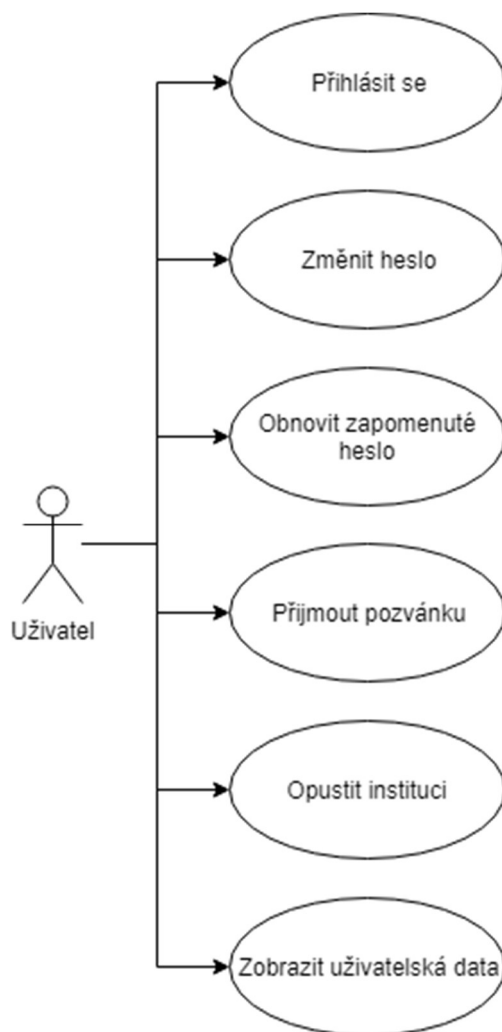 Přihlásit se
Změnit heslo
Obnovit zapomenuté
heslo
Uživatel
Přijmout pozvánku
Opustit instituci
Zobrazit uživatelská data